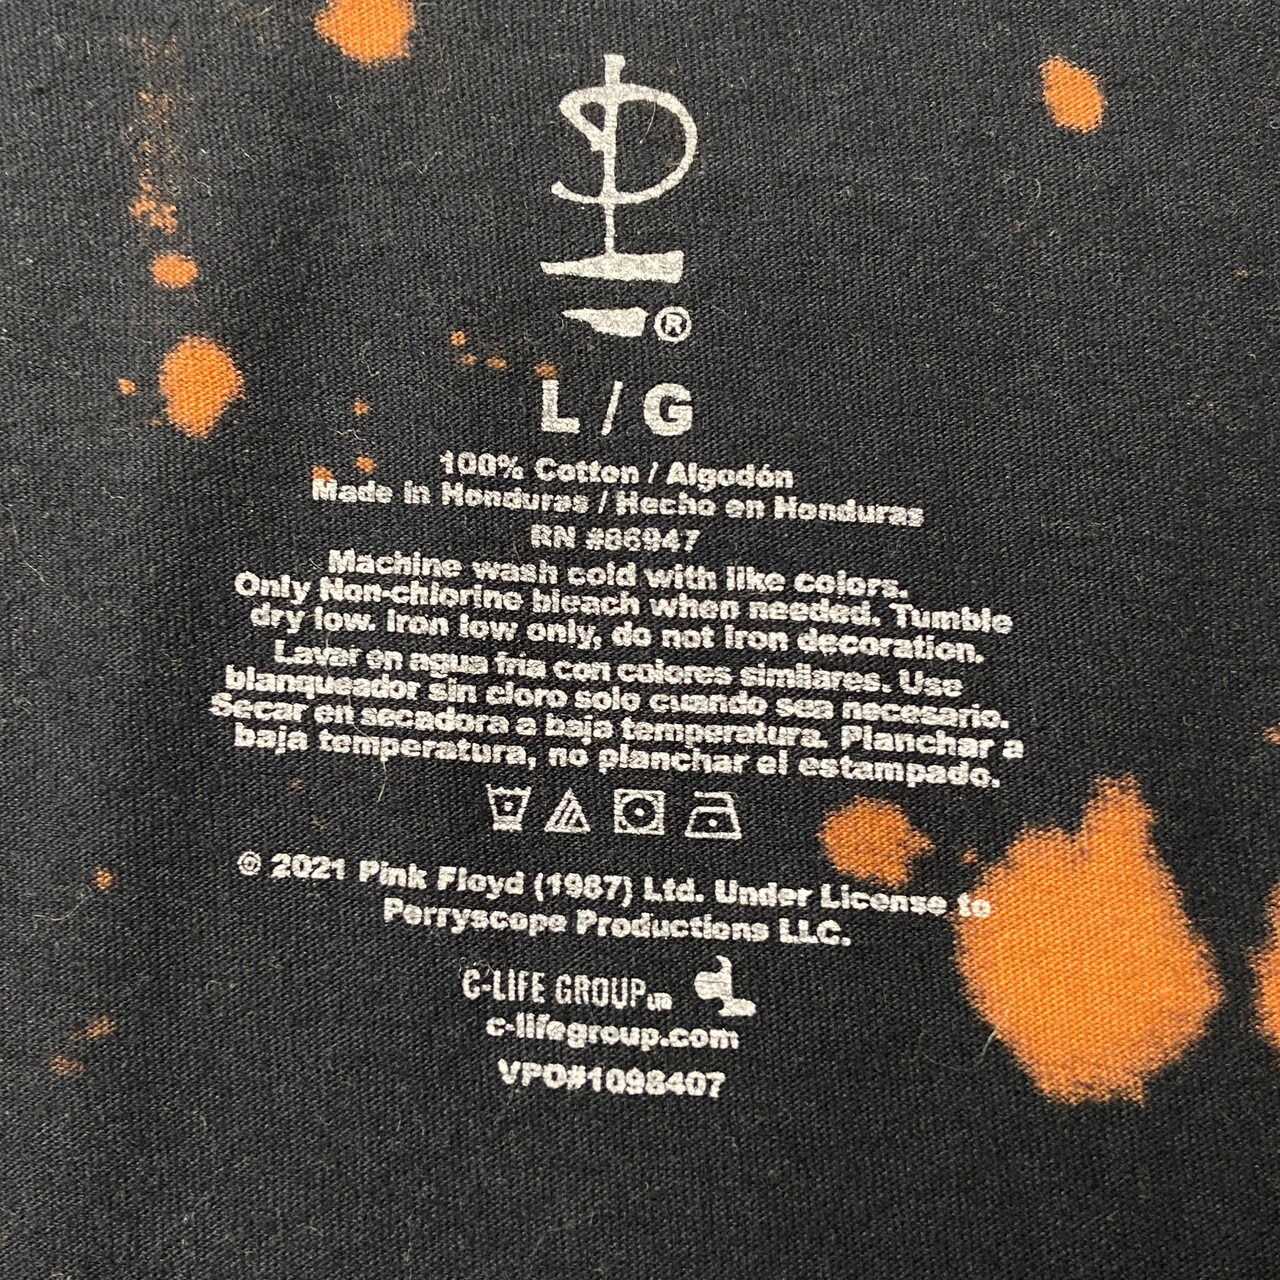 ®
L / G
100% Cotton / Algodón
Made in Honduras / Hecho en Honduras
RN #86947
Machine wash cold with like colors.
Only Non-chlorine bleach when needed. Tumble
dry low. Iron low only, do not iron decoration.
Lavar en agua fria con colores similares. Use
blanqueador sin cloro solo cuando sea necesario.
Secar en secadora a baja temperatura. Planchar a
baja temperatura, no planchar el estampado.
© 2021 Pink Floyd (1987) Ltd. Under License to
Perryscope Productions LLC.
C-LIFE GROUP LTD
c-lifegroup.com
VPO#1098407